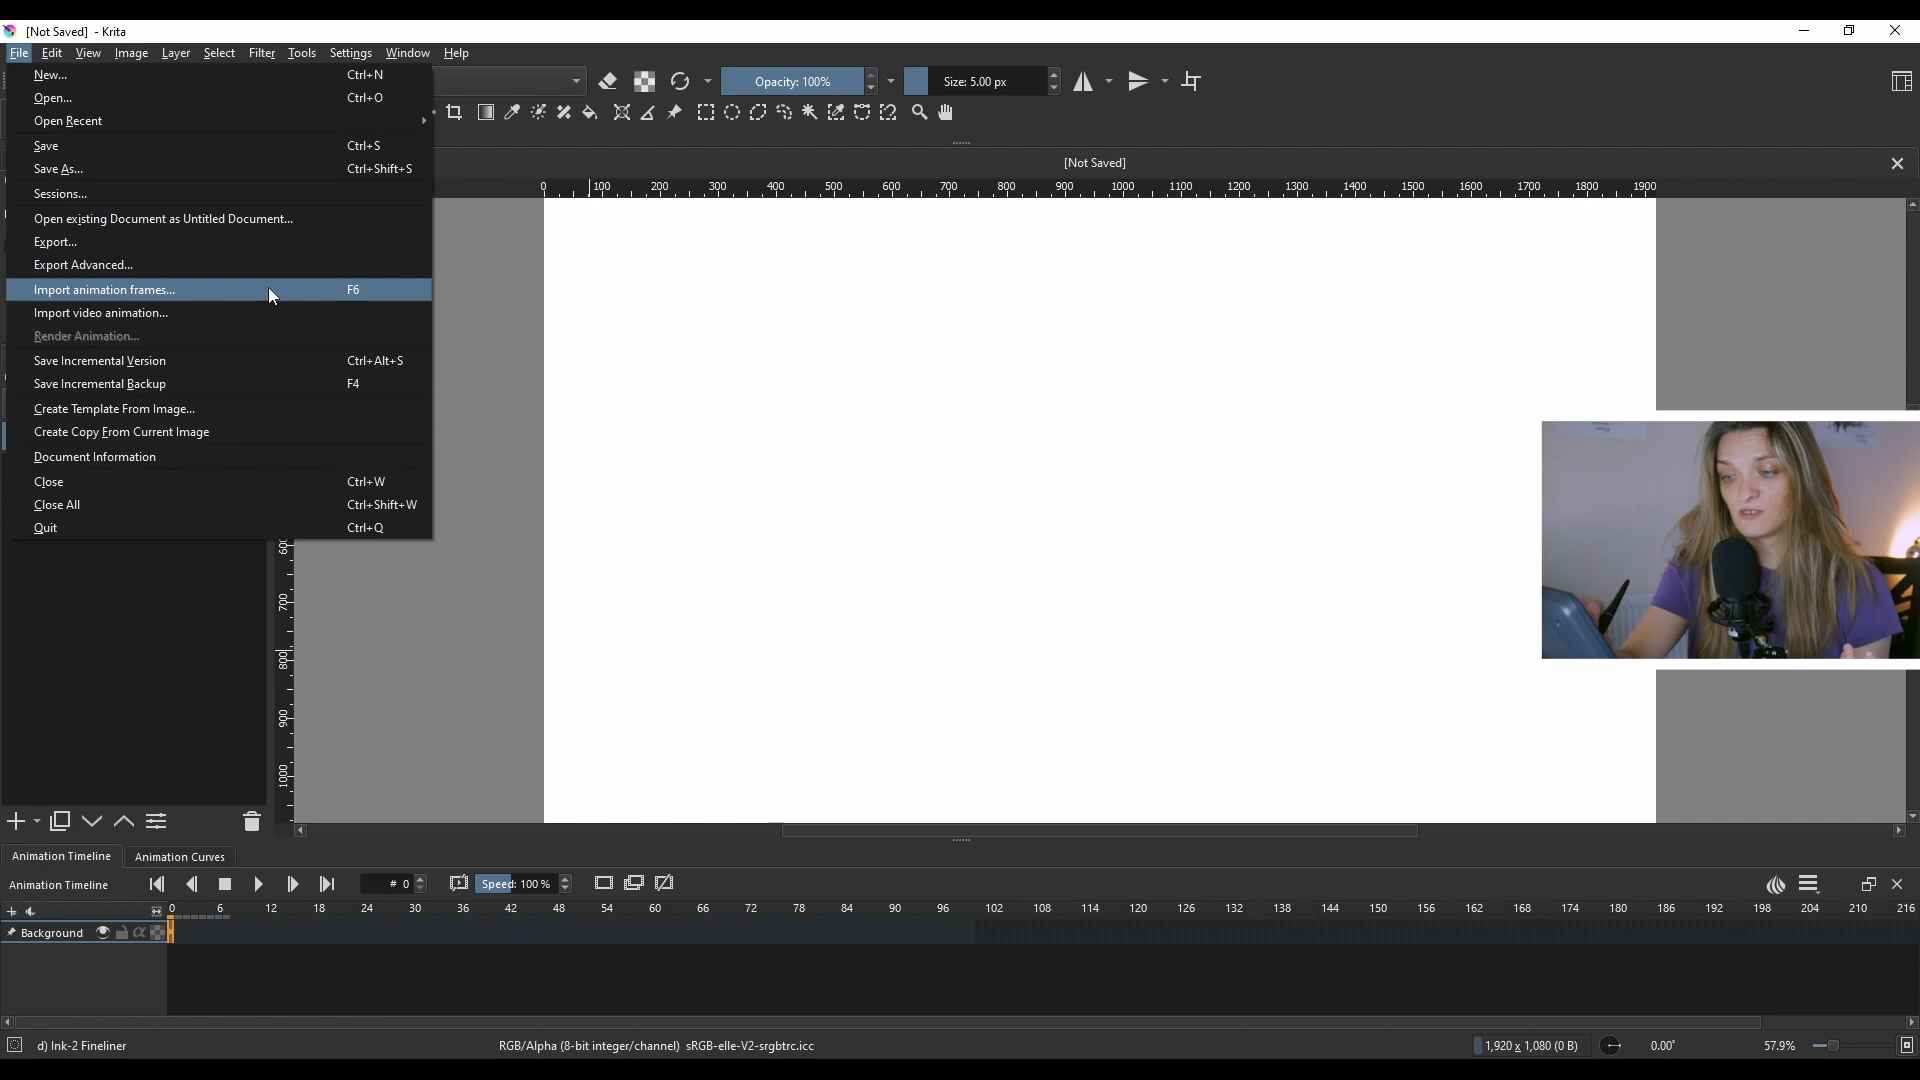 [Not Saved] - Krita
File Edit View Image Layer Select Filter Tools Settings Window Help
New... Ctrl+N
Open... Ctrl+O
Open Recent
Save Ctrl+S
Save As... Ctrl+Shift+S
Sessions...
Open existing Document as Untitled Document...
Export...
Export Advanced...
Import animation frames... F6
Import video animation...
Render Animation...
Save Incremental Version Ctrl+Alt+S
Save Incremental Backup F4
Create Template From Image...
Create Copy From Current Image
Document Information
Close Ctrl+W
Close All Ctrl+Shift+W
Quit Ctrl+Q
Opacity: 100%
Size: 5.00 px
[Not Saved]
0 100 200 300 400 500 600 700 800 900 1000 1100 1200 1300 1400 1500 1600 1700 1800 1900
600
700
800
900
1000
Animation Timeline Animation Curves
Animation Timeline # 0 Speed: 100%
0 6 12 18 24 30 36 42 48 54 60 66 72 78 84 90 96 102 108 114 120 126 132 138 144 150 156 162 168 174 180 186 192 198 204 210 216
Background
d) Ink-2 Fineliner RGB/Alpha (8-bit integer/channel) sRGB-elle-V2-srgbtrc.icc 1,920 x 1,080 (0 B) 0.00° 57.9%